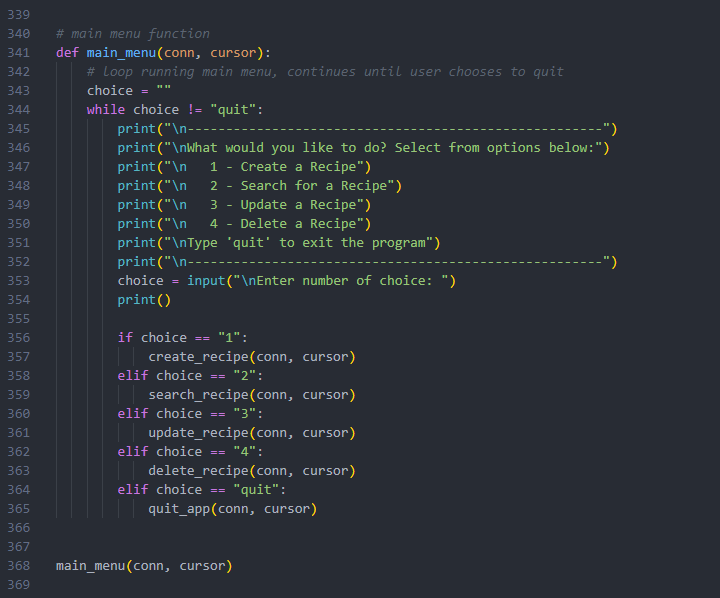 339
340 # main menu function
341 def main_menu(conn, cursor):
342     # loop running main menu, continues until user chooses to quit
343     choice = ""
344     while choice != "quit":
345         print("\n------------------------------------------------------")
346         print("\nWhat would you like to do? Select from options below:")
347         print("\n   1 - Create a Recipe")
348         print("\n   2 - Search for a Recipe")
349         print("\n   3 - Update a Recipe")
350         print("\n   4 - Delete a Recipe")
351         print("\nType 'quit' to exit the program")
352         print("\n------------------------------------------------------")
353         choice = input("\nEnter number of choice: ")
354         print()
355
356         if choice == "1":
357             create_recipe(conn, cursor)
358         elif choice == "2":
359             search_recipe(conn, cursor)
360         elif choice == "3":
361             update_recipe(conn, cursor)
362         elif choice == "4":
363             delete_recipe(conn, cursor)
364         elif choice == "quit":
365             quit_app(conn, cursor)
366
367
368 main_menu(conn, cursor)
369